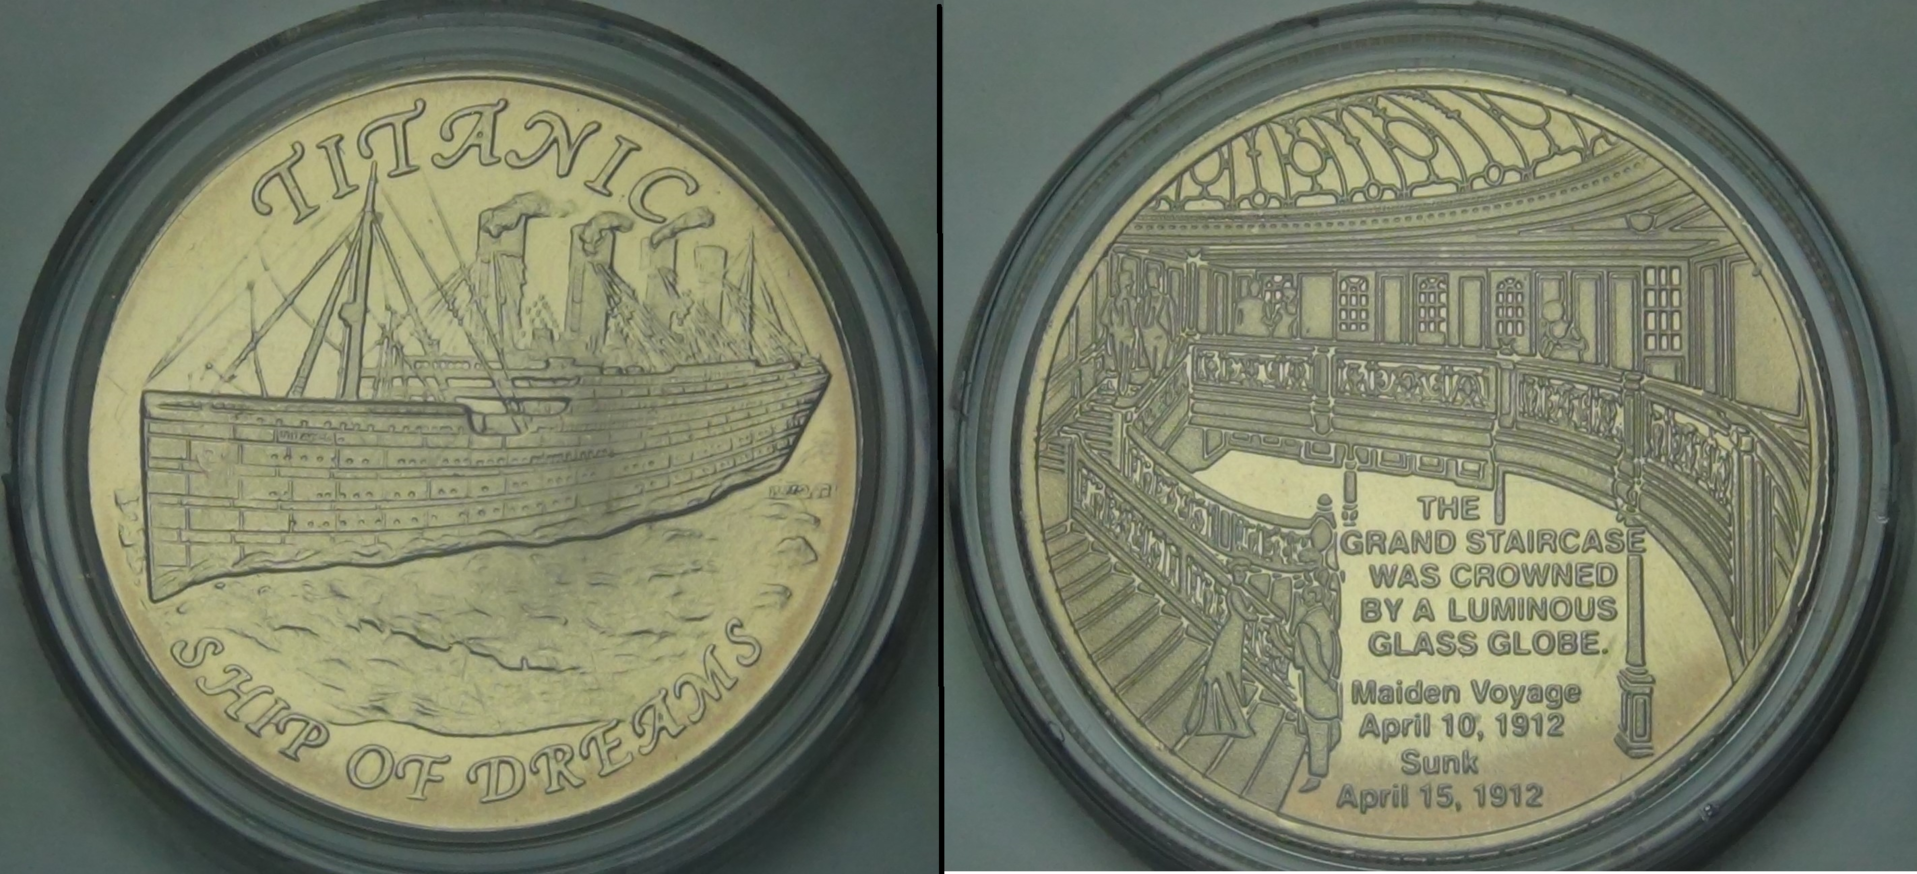 TITANIC
SHIP OF DREAMS
THE
GRAND STAIRCASE
WAS CROWNED
BY A LUMINOUS
GLASS GLOBE.
Maiden Voyage
April 10, 1912
Sunk
April 15, 1912